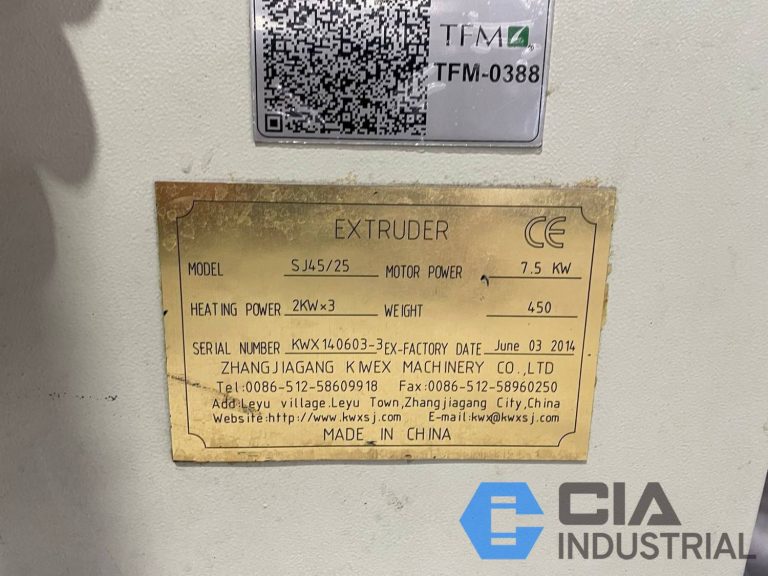 TFM
TFM-0388
EXTRUDER CE
MODEL SJ45/25 MOTOR POWER 7.5 KW
HEATING POWER 2KW×3 WEIGHT 450
SERIAL NUMBER KWX140603-3 EX-FACTORY DATE June 03 2014
ZHANGJIAGANG KWEX MACHINERY CO.,LTD
Tel:0086-512-58609918 Fax:0086-512-58960250
Add:Leyu village.Leyu Town,Zhangjiagang City,China
Website:http://www.kwxsj.com E-mail:kwx@kwxsj.com
MADE IN CHINA
CIA
INDUSTRIAL